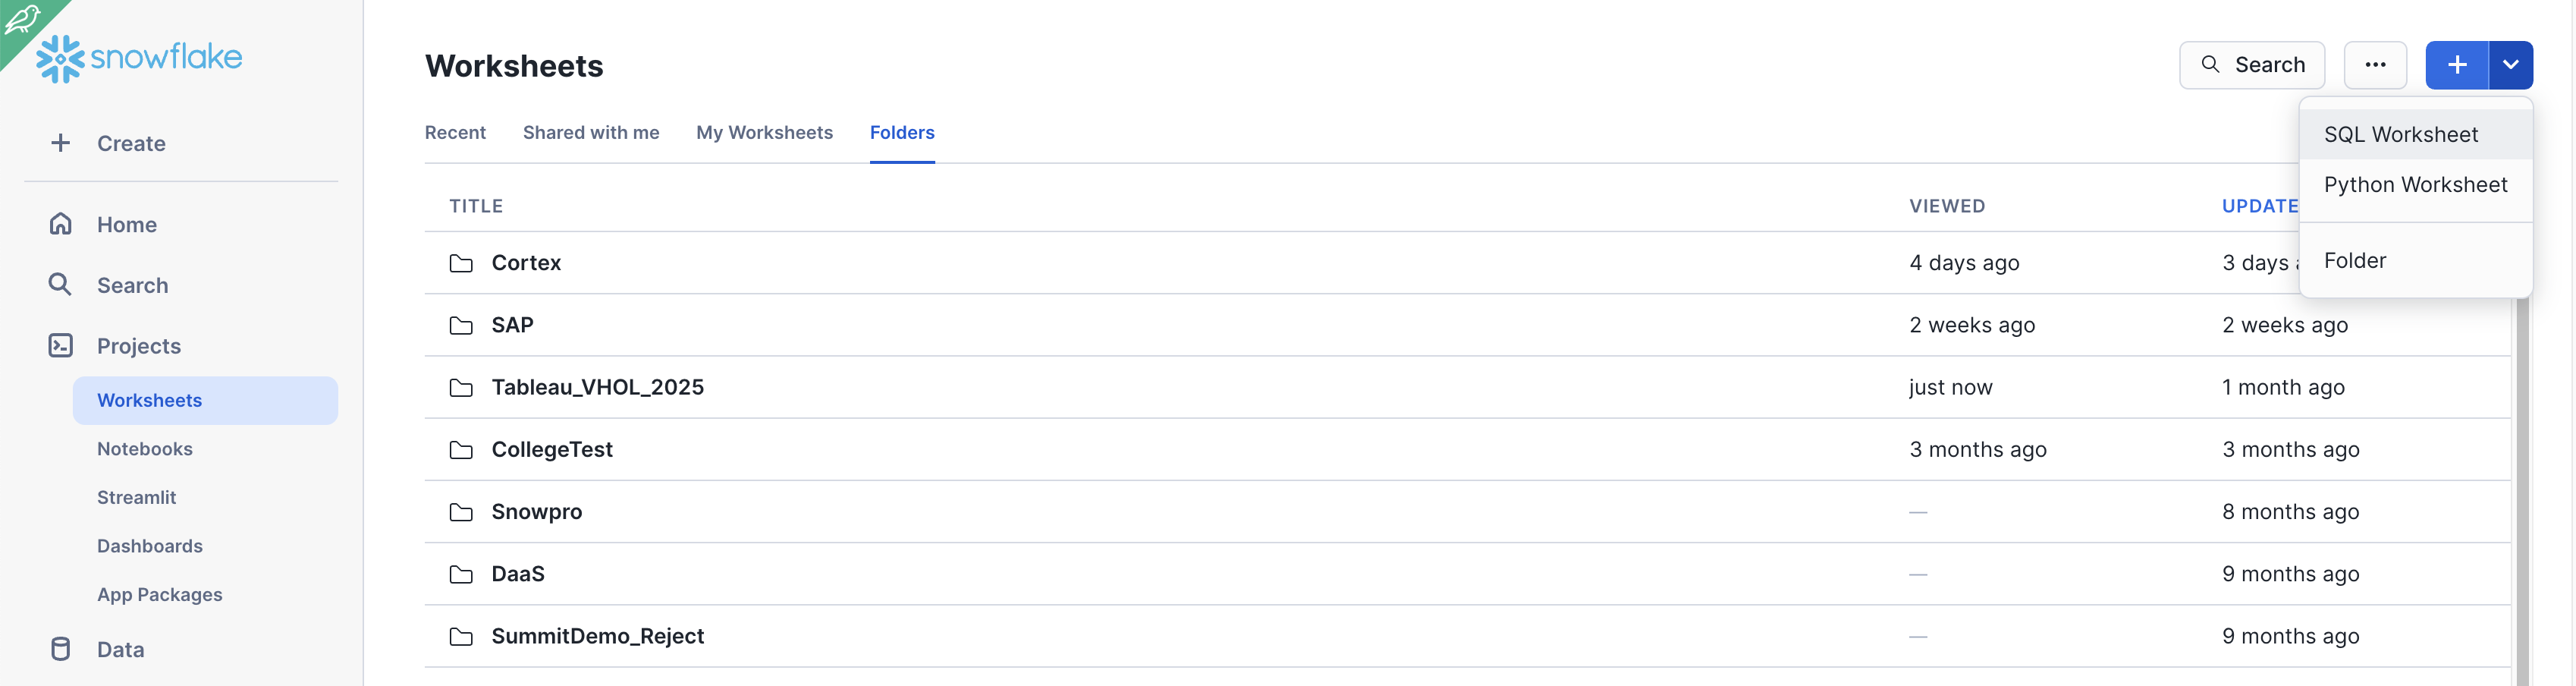 snowflake
Create
Home
Search
Projects
Worksheets
Notebooks
Streamlit
Dashboards
App Packages
Data
Worksheets
Search
Recent Shared with me My Worksheets Folders
SQL Worksheet
Python Worksheet
Folder
TITLE VIEWED UPDATE
Cortex 4 days ago 3 days
SAP 2 weeks ago 2 weeks ago
Tableau_VHOL_2025 just now 1 month ago
CollegeTest 3 months ago 3 months ago
Snowpro — 8 months ago
DaaS — 9 months ago
SummitDemo_Reject — 9 months ago